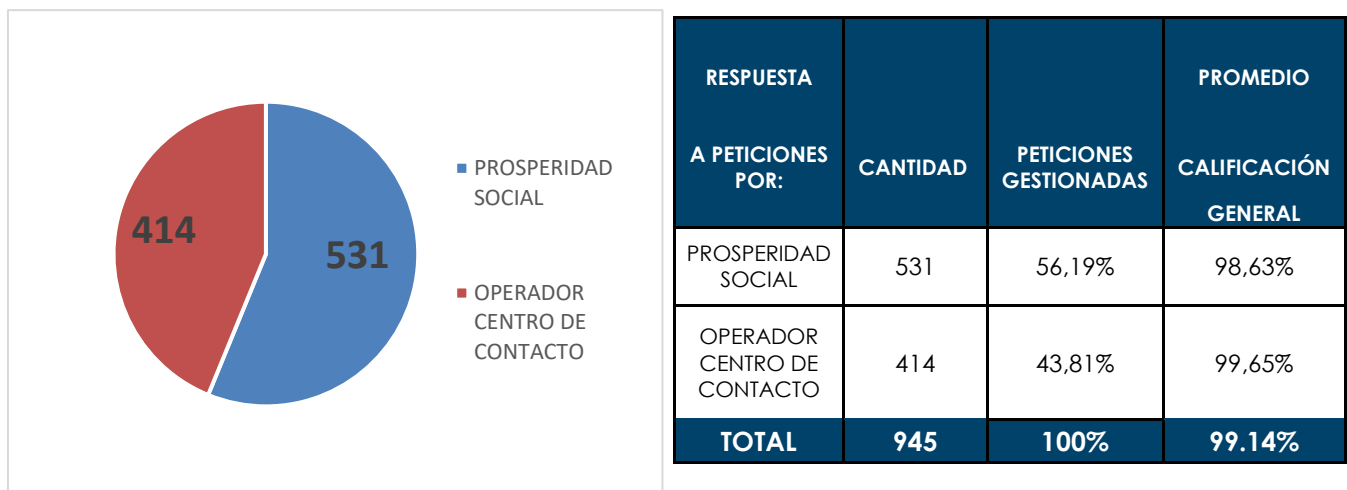 414
531
PROSPERIDAD
SOCIAL
OPERADOR
CENTRO DE
CONTACTO
RESPUESTA
A PETICIONES
POR:
CANTIDAD
PETICIONES
GESTIONADAS
PROMEDIO
CALIFICACIÓN
GENERAL
PROSPERIDAD
SOCIAL
531
56,19%
98,63%
OPERADOR
CENTRO DE
CONTACTO
414
43,81%
99,65%
TOTAL
945
100%
99.14%